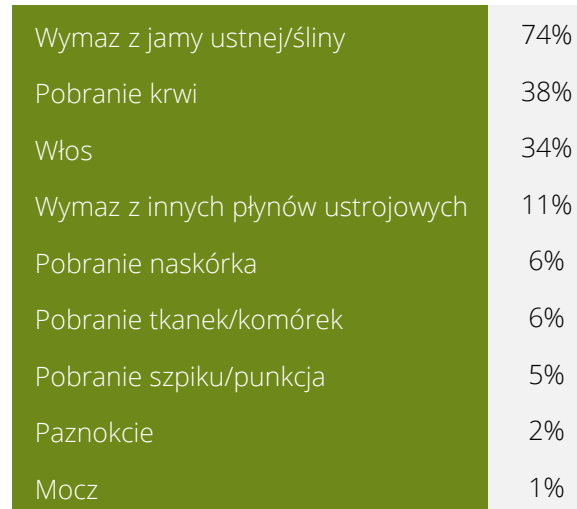 Wymaz z jamy ustnej/śliny 74%
Pobranie krwi 38%
Włos 34%
Wymaz z innych płynów ustrojowych 11%
Pobranie naskórka 6%
Pobranie tkanek/komórek 6%
Pobranie szpiku/punkcja 5%
Paznokcie 2%
Mocz 1%